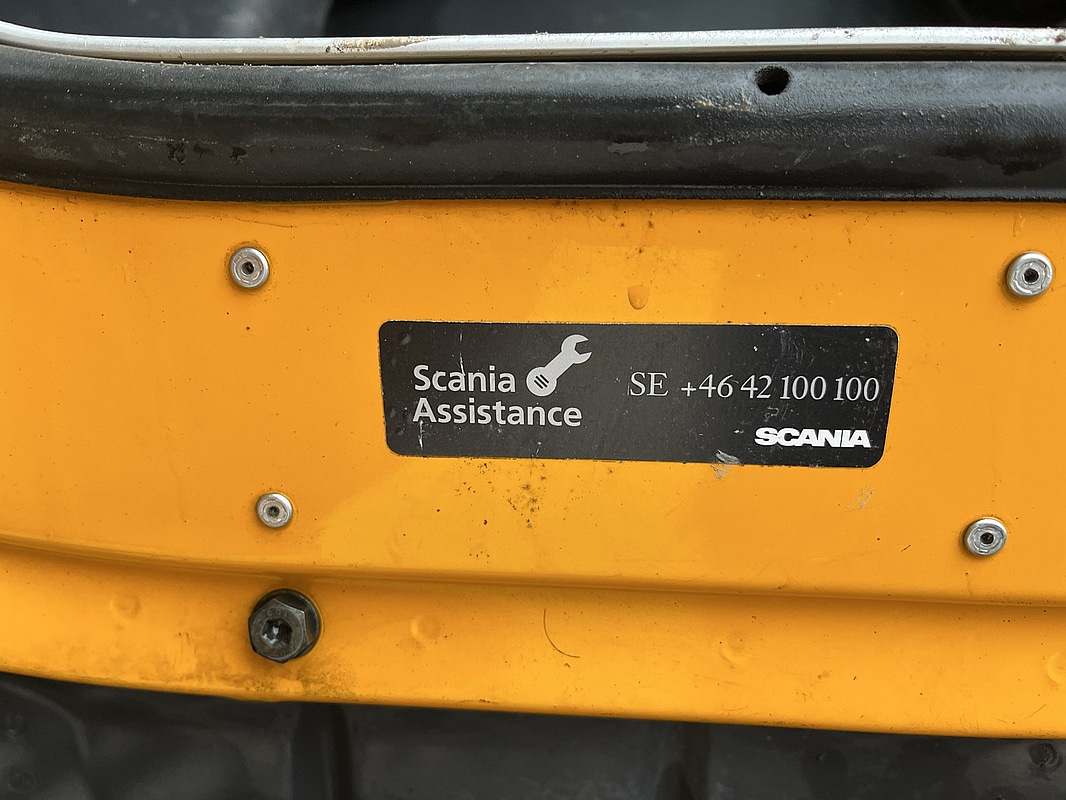 Scania
Assistance
SE +46 42 100 100
SCANIA